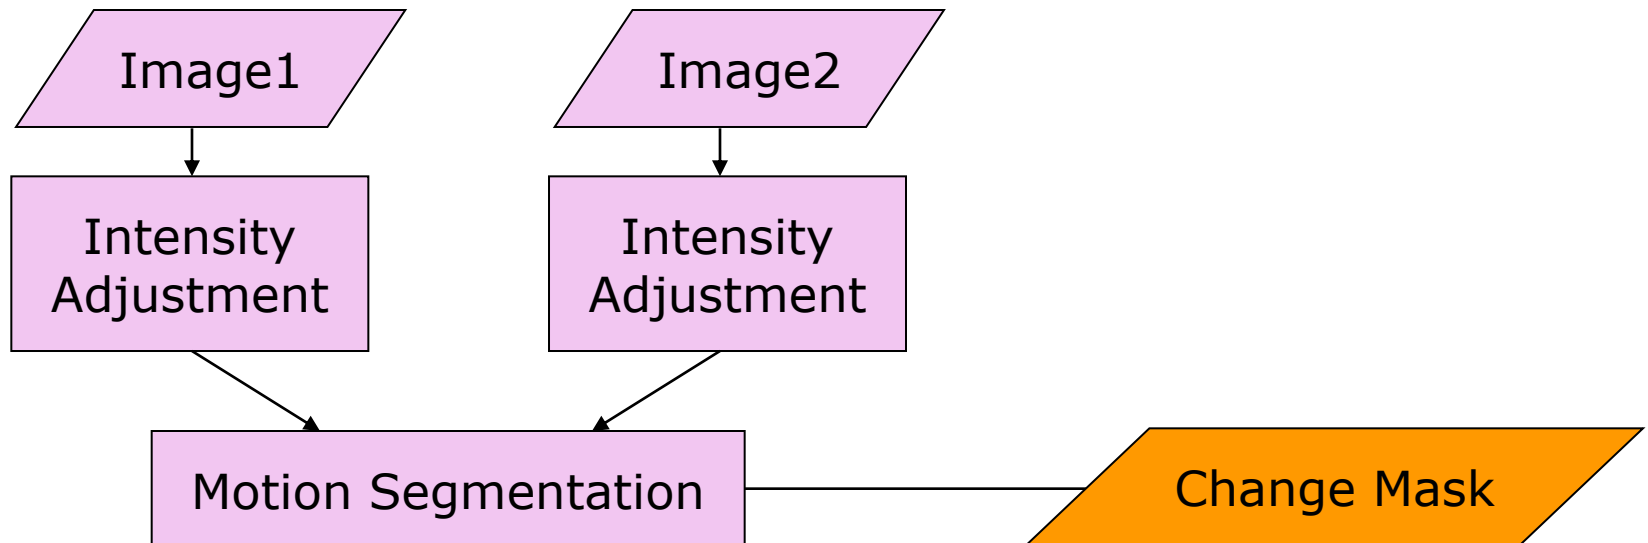 Image1
Image2
Intensity
Adjustment
Intensity
Adjustment
Motion Segmentation
Change Mask